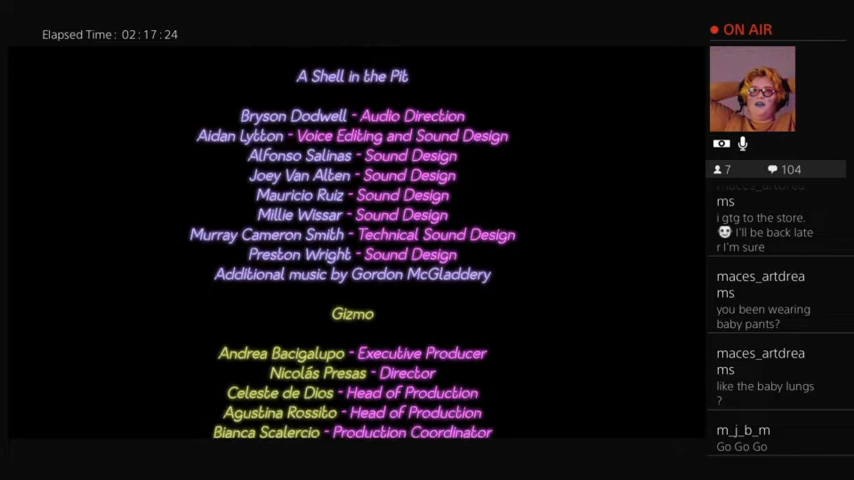 Elapsed Time : 02 : 17 : 24
A Shell in the Pit
Bryson Dodwell - Audio Direction
Aidan Lytton - Voice Editing and Sound Design
Alfonso Salinas - Sound Design
Joey Van Alten - Sound Design
Mauricio Ruiz - Sound Design
Millie Wissar - Sound Design
Murray Cameron Smith - Technical Sound Design
Preston Wright - Sound Design
Additional music by Gordon McGladdery
Gizmo
Andrea Bacigalupo - Executive Producer
Nicolás Presas - Director
Celeste de Dios - Head of Production
Agustina Rossito - Head of Production
Bianca Scalercio - Production Coordinator
ON AIR
7 104
maces_artdrea
ms
i gtg to the store.
I'll be back late
r I'm sure
maces_artdrea
ms
you been wearing
baby pants?
maces_artdrea
ms
like the baby lungs
?
m_j_b_m
Go Go Go